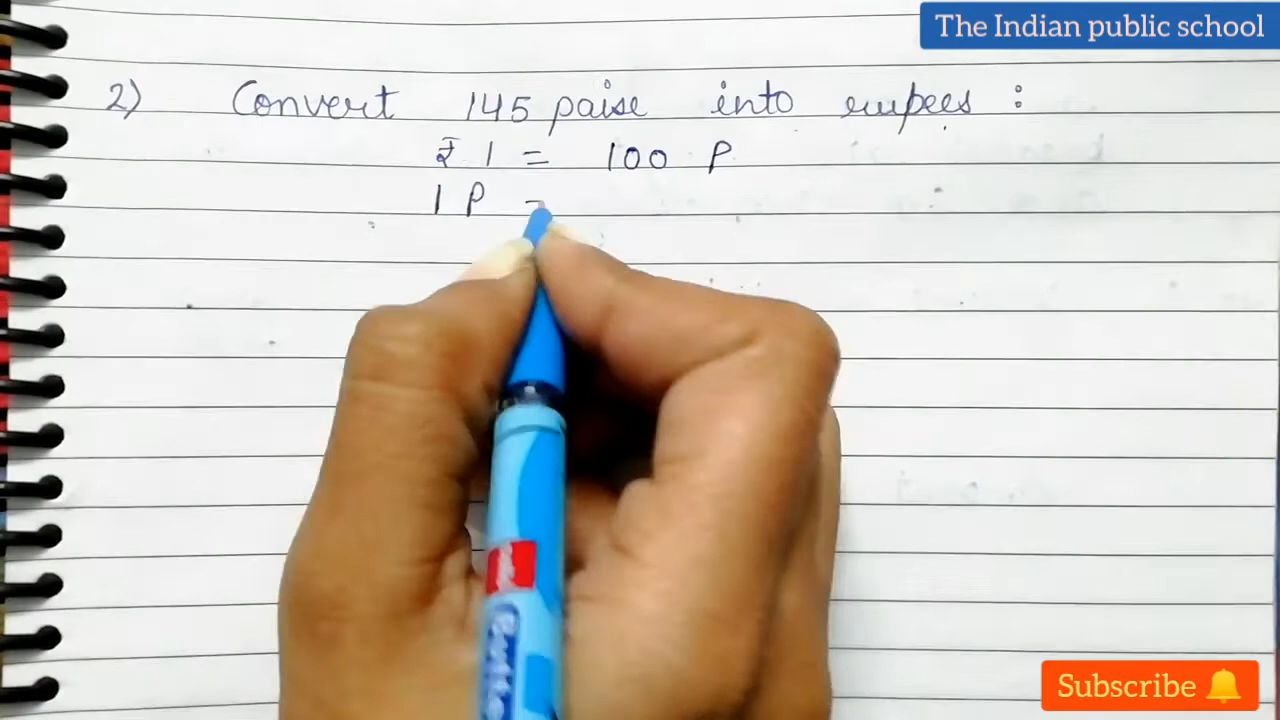 The Indian public school
2) Convert 145 paise into rupees :
₹ 1 = 100 P
1 P
Subscribe